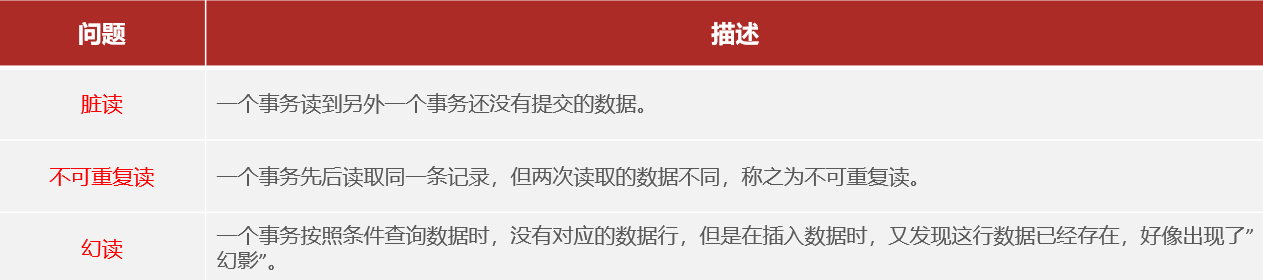 问题 描述
脏读 一个事务读到另外一个事务还没有提交的数据。
不可重复读 一个事务先后读取同一条记录，但两次读取的数据不同，称之为不可重复读。
幻读 一个事务按照条件查询数据时，没有对应的数据行，但是在插入数据时，又发现这行数据已经存在，好像出现了”
幻影”。